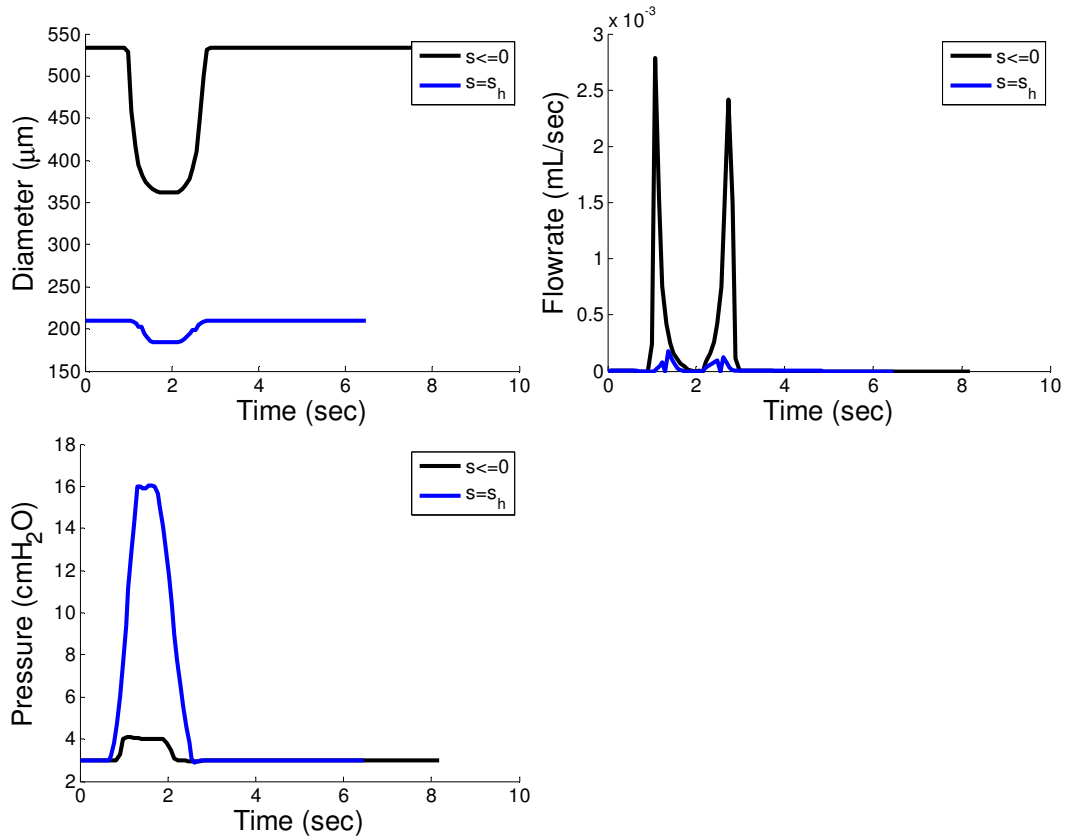 550
500
450
400
350
300
250
200
150
0 2 4 6 8 10
Diameter (μm)
Time (sec)
s<=0
s=s_h
x 10^-3
3
2.5
2
1.5
1
0.5
0
0 2 4 6 8 10
Flowrate (mL/sec)
Time (sec)
s<=0
s=s_h
18
16
14
12
10
8
6
4
2
0 2 4 6 8 10
Pressure (cmH₂O)
Time (sec)
s<=0
s=s_h